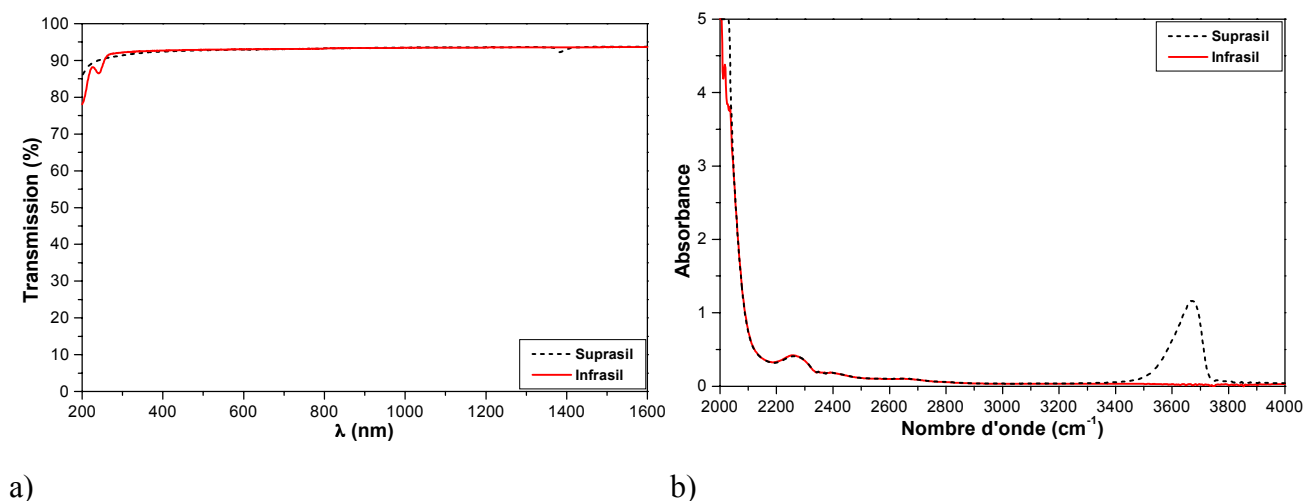 100
90
80
70
60
50
40
30
20
10
0
Transmission (%)
Suprasil
Infrasil
200 400 600 800 1000 1200 1400 1600
λ (nm)
a)
5
4
3
2
1
0
Absorbance
Suprasil
Infrasil
2000 2200 2400 2600 2800 3000 3200 3400 3600 3800 4000
Nombre d'onde (cm⁻¹)
b)